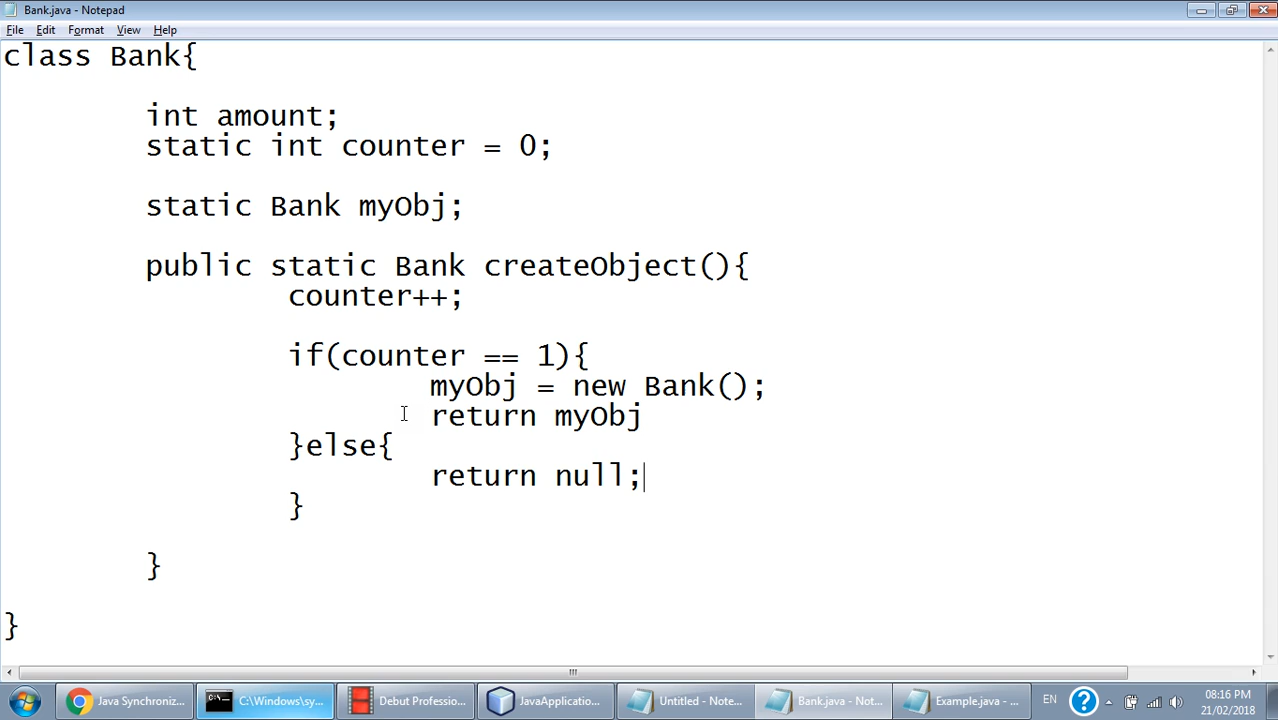 Bank.java - Notepad
File Edit Format View Help
class Bank{
int amount;
static int counter = 0;
static Bank myObj;
public static Bank createObject(){
counter++;
if(counter == 1){
myObj = new Bank();
return myObj
}else{
return null;
}
}
}
Java Synchroniz... C:\Windows\sy... Debut Professio... JavaApplicatio... Untitled - Note... Bank.java - Not... Example.java - ... EN 08:16 PM
21/02/2018